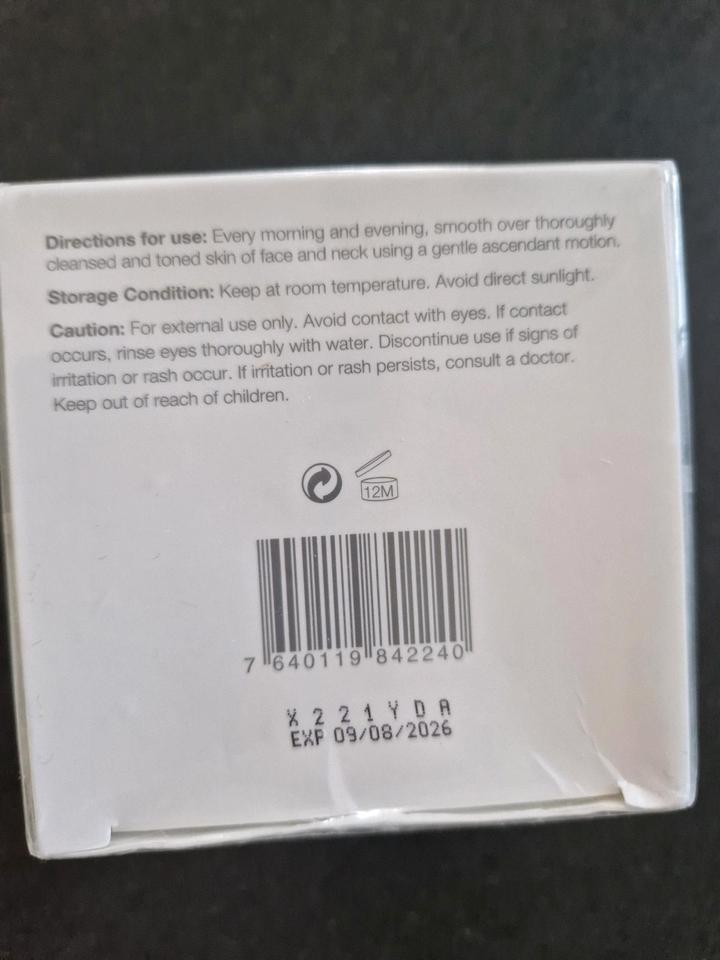 Directions for use: Every morning and evening, smooth over thoroughly
cleansed and toned skin of face and neck using a gentle ascendant motion.
Storage Condition: Keep at room temperature. Avoid direct sunlight.
Caution: For external use only. Avoid contact with eyes. If contact
occurs, rinse eyes thoroughly with water. Discontinue use if signs of
irritation or rash occur. If irritation or rash persists, consult a doctor.
Keep out of reach of children.
12M
7 640119 842240
X 2 2 1 Y D A
EXP 09/08/2026